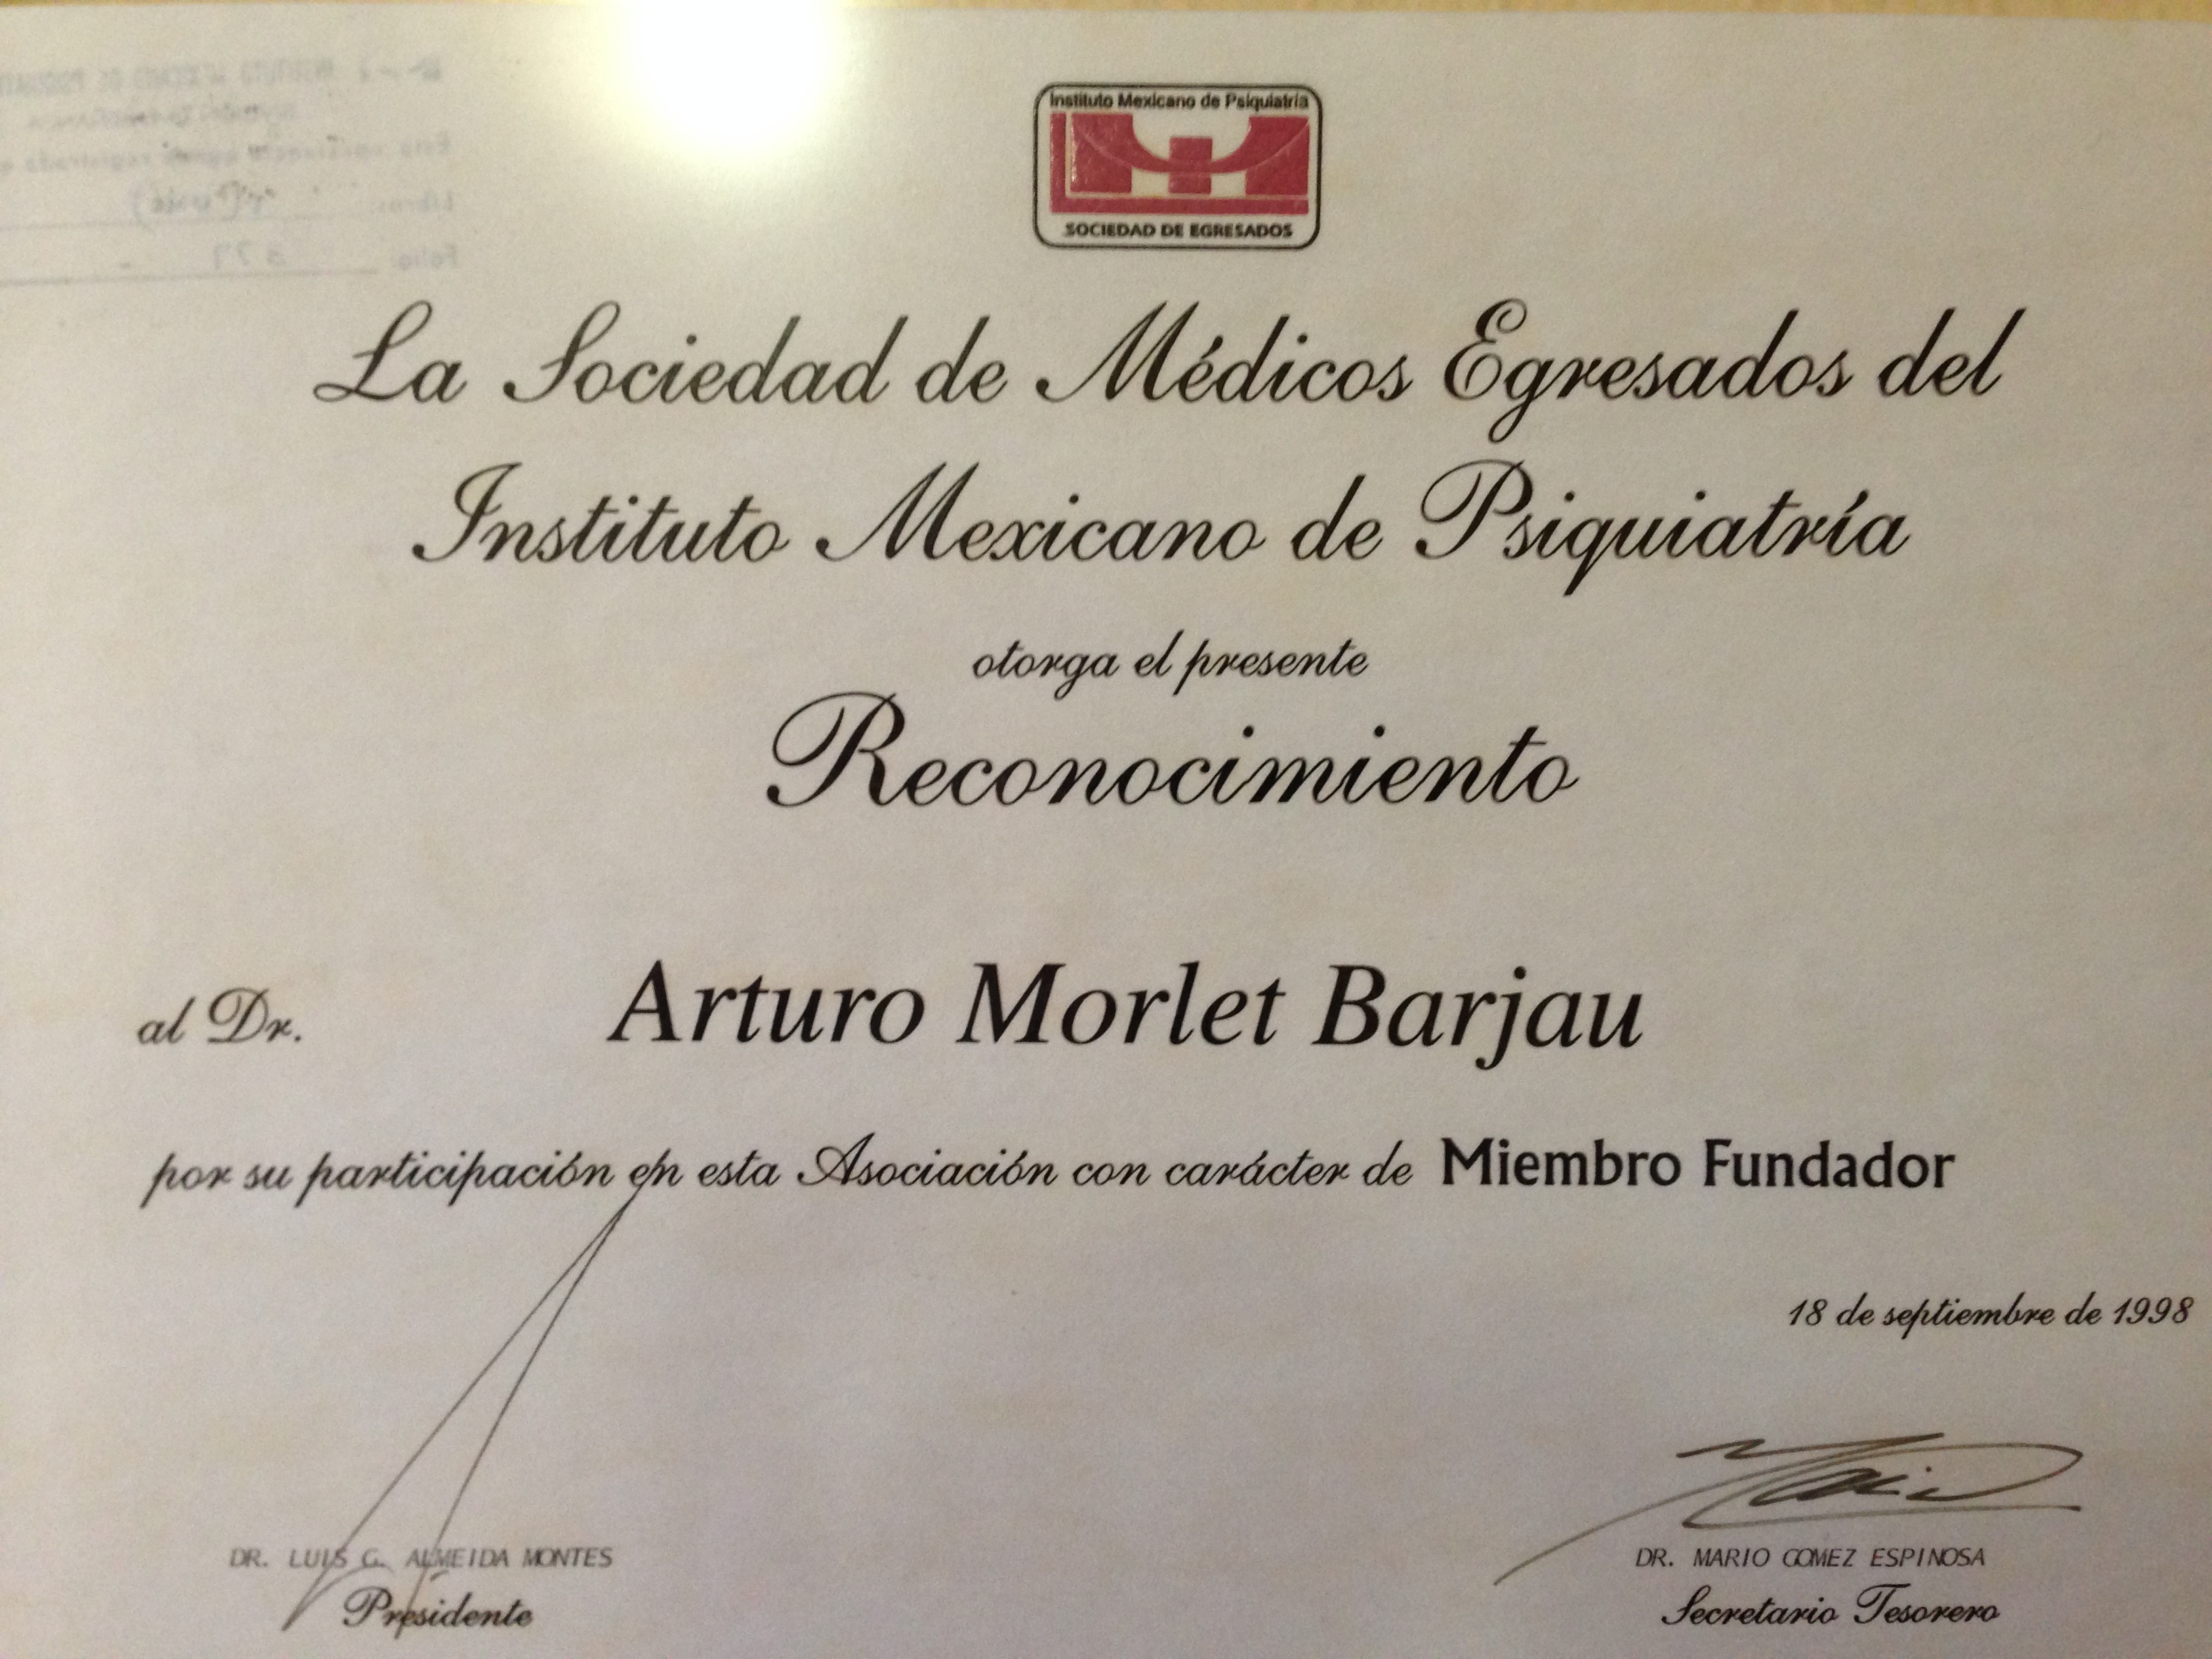 Instituto Mexicano de Psiquiatría
SOCIEDAD DE EGRESADOS
La Sociedad de Médicos Egresados del
Instituto Mexicano de Psiquiatría
otorga el presente
Reconocimiento
al Dr. Arturo Morlet Barjau
por su participación en esta Asociación con carácter de Miembro Fundador
18 de septiembre de 1998
DR. LUIS G. ALMEIDA MONTES
Presidente
DR. MARIO GOMEZ ESPINOSA
Secretario Tesorero